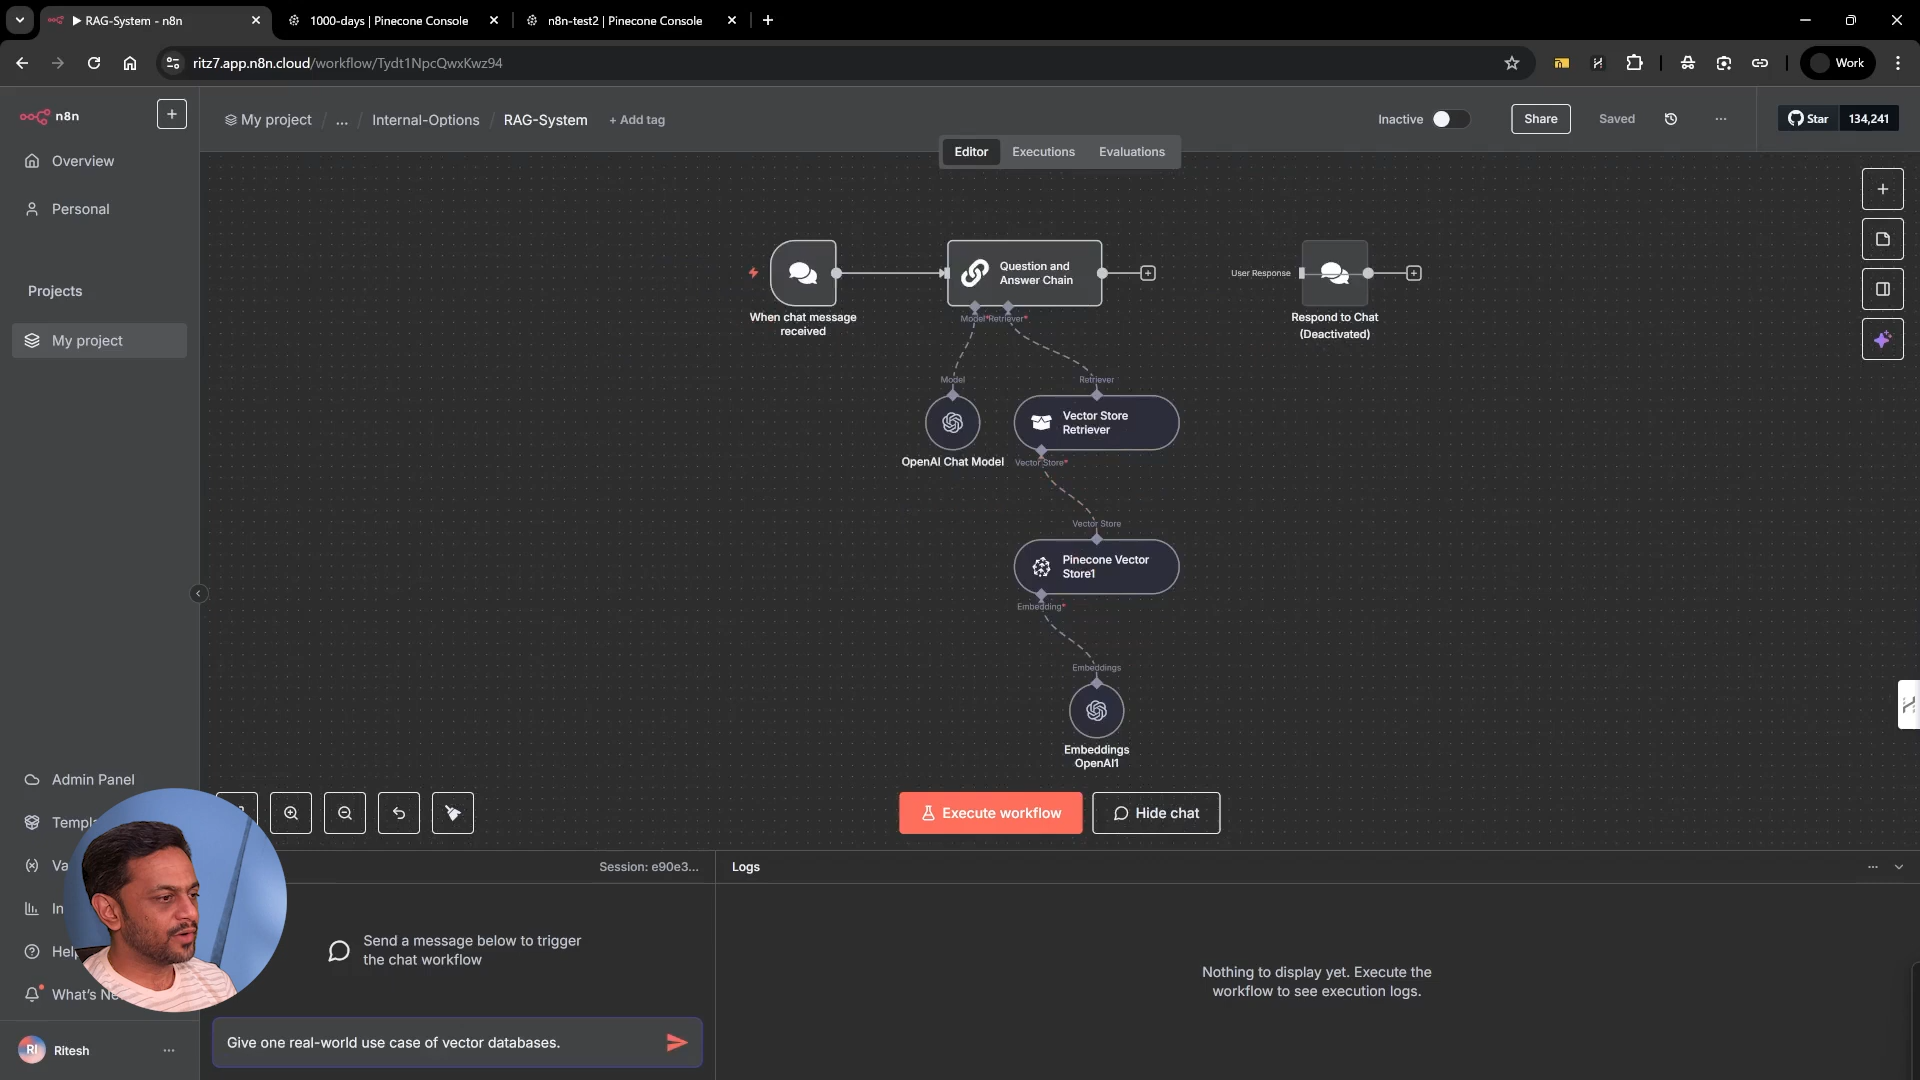 RAG-System - n8n
1000-days | Pinecone Console
n8n-test2 | Pinecone Console
ritz7.app.n8n.cloud/workflow/Tydt1NpcQwxKwz94
Work
n8n
My project / ... / Internal-Options / RAG-System + Add tag
Inactive
Share
Saved
Star 134,241
Editor
Executions
Evaluations
Overview
Personal
Projects
My project
When chat message
received
Question and
Answer Chain
Model*
Retriever*
User Response
Respond to Chat
(Deactivated)
Model
OpenAI Chat Model
Retriever
Vector Store
Retriever
Vector Store*
Vector Store
Pinecone Vector
Store1
Embedding*
Embeddings
Embeddings
OpenAI1
Admin Panel
Execute workflow
Hide chat
Session: e90e3...
Logs
Send a message below to trigger
the chat workflow
Nothing to display yet. Execute the
workflow to see execution logs.
What's Ne
Give one real-world use case of vector databases.
RI
Ritesh